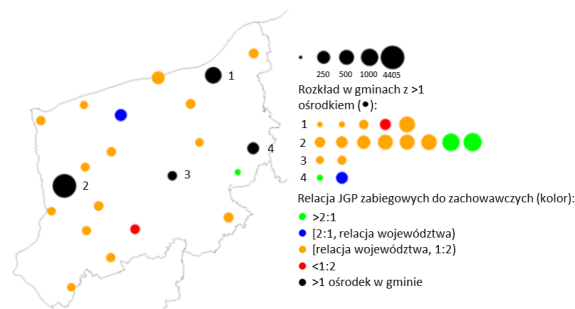 1
4
3
2
250 500 1000 4405
Rozkład w gminach z >1
ośrodkiem (●):
1
2
3
4
Relacja JGP zabiegowych do zachowawczych (kolor):
>2:1
[2:1, relacja województwa)
[relacja województwa, 1:2)
<1:2
>1 ośrodek w gminie